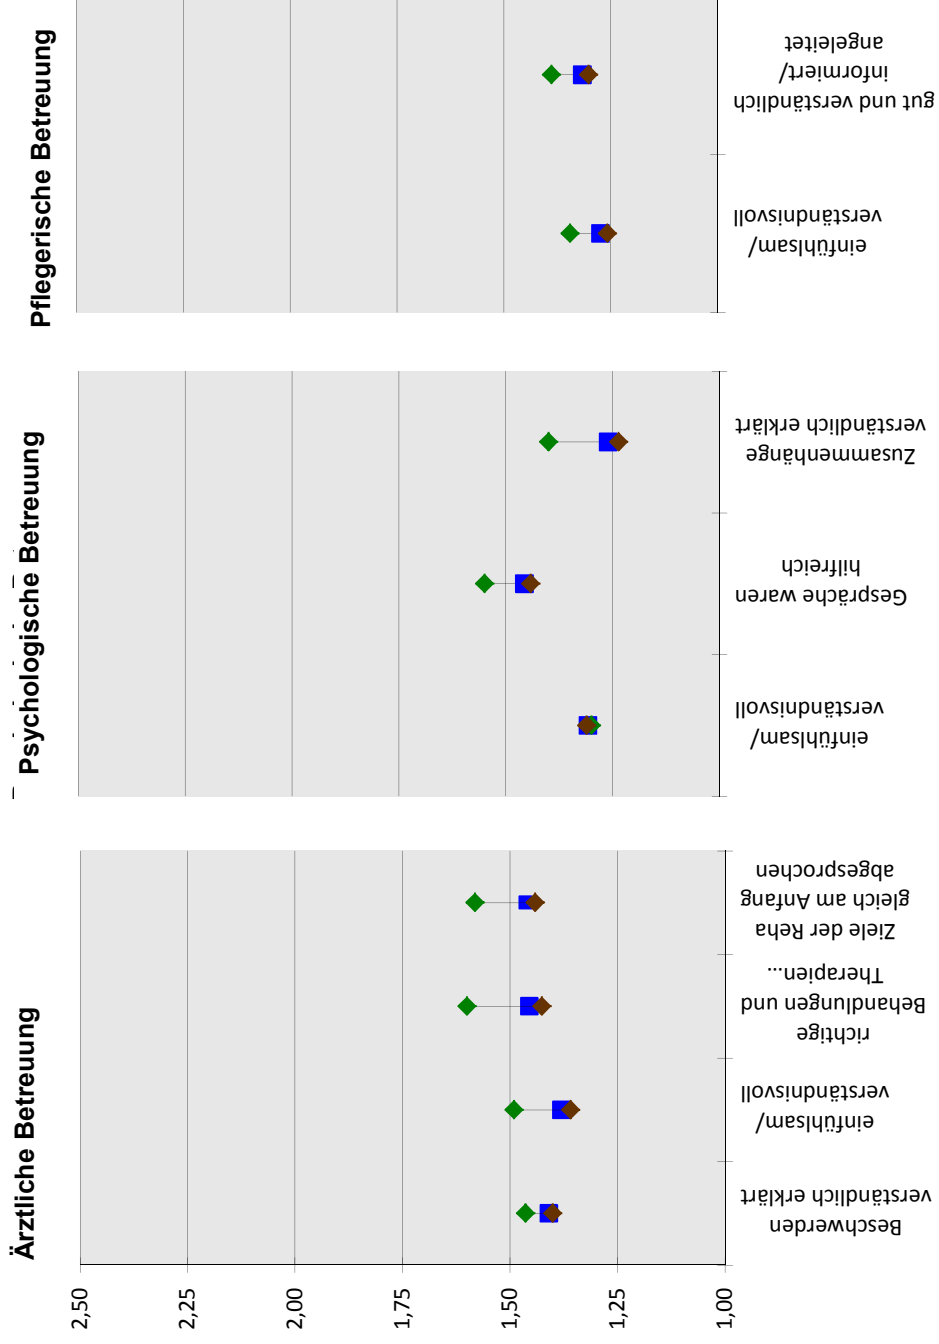 Ärztliche Betreuung
2,50
2,25
2,00
1,75
1,50
1,25
1,00
Beschwerden
verständlich erklärt
einfühlsam/
verständnisvoll
richtige
Behandlungen und
Therapien...
Ziele der Reha
gleich am Anfang
abgesprochen
Psychologische Betreuung
einfühlsam/
verständnisvoll
Gespräche waren
hilfreich
Zusammenhänge
verständlich erklärt
Pflegerische Betreuung
einfühlsam/
verständnisvoll
gut und verständlich
informiert/
angeleitet